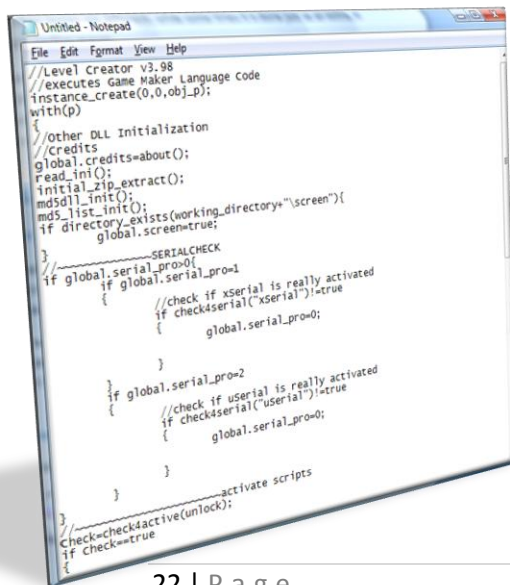 Untitled - Notepad
File Edit Format View Help
//Level Creator v3.98
//executes Game Maker Language Code
instance_create(0,0,obj_p);
with(p)
{
//Other DLL Initialization
//Credits
global.credits=about();
read_ini();
initial_zip_extract();
md5dll_init();
md5_list_init();
if directory_exists(working_directory+"\screen"){
global.screen=true;
}
//~~~~~~~~~~~~~~SERIALCHECK
if global.serial_pro>0{
if global.serial_pro=1
{
//check if xSerial is really activated
if check4serial("xSerial")!=true
{
global.serial_pro=0;
}
}
if global.serial_pro=2
{
//check if uSerial is really activated
if check4serial("uSerial")!=true
{
global.serial_pro=0;
}
}
}
//~~~~~~~~~~~~~~~~~~~~~~activate scripts
Check=check4active(unlock);
if Check==true
{
22 | P a g e